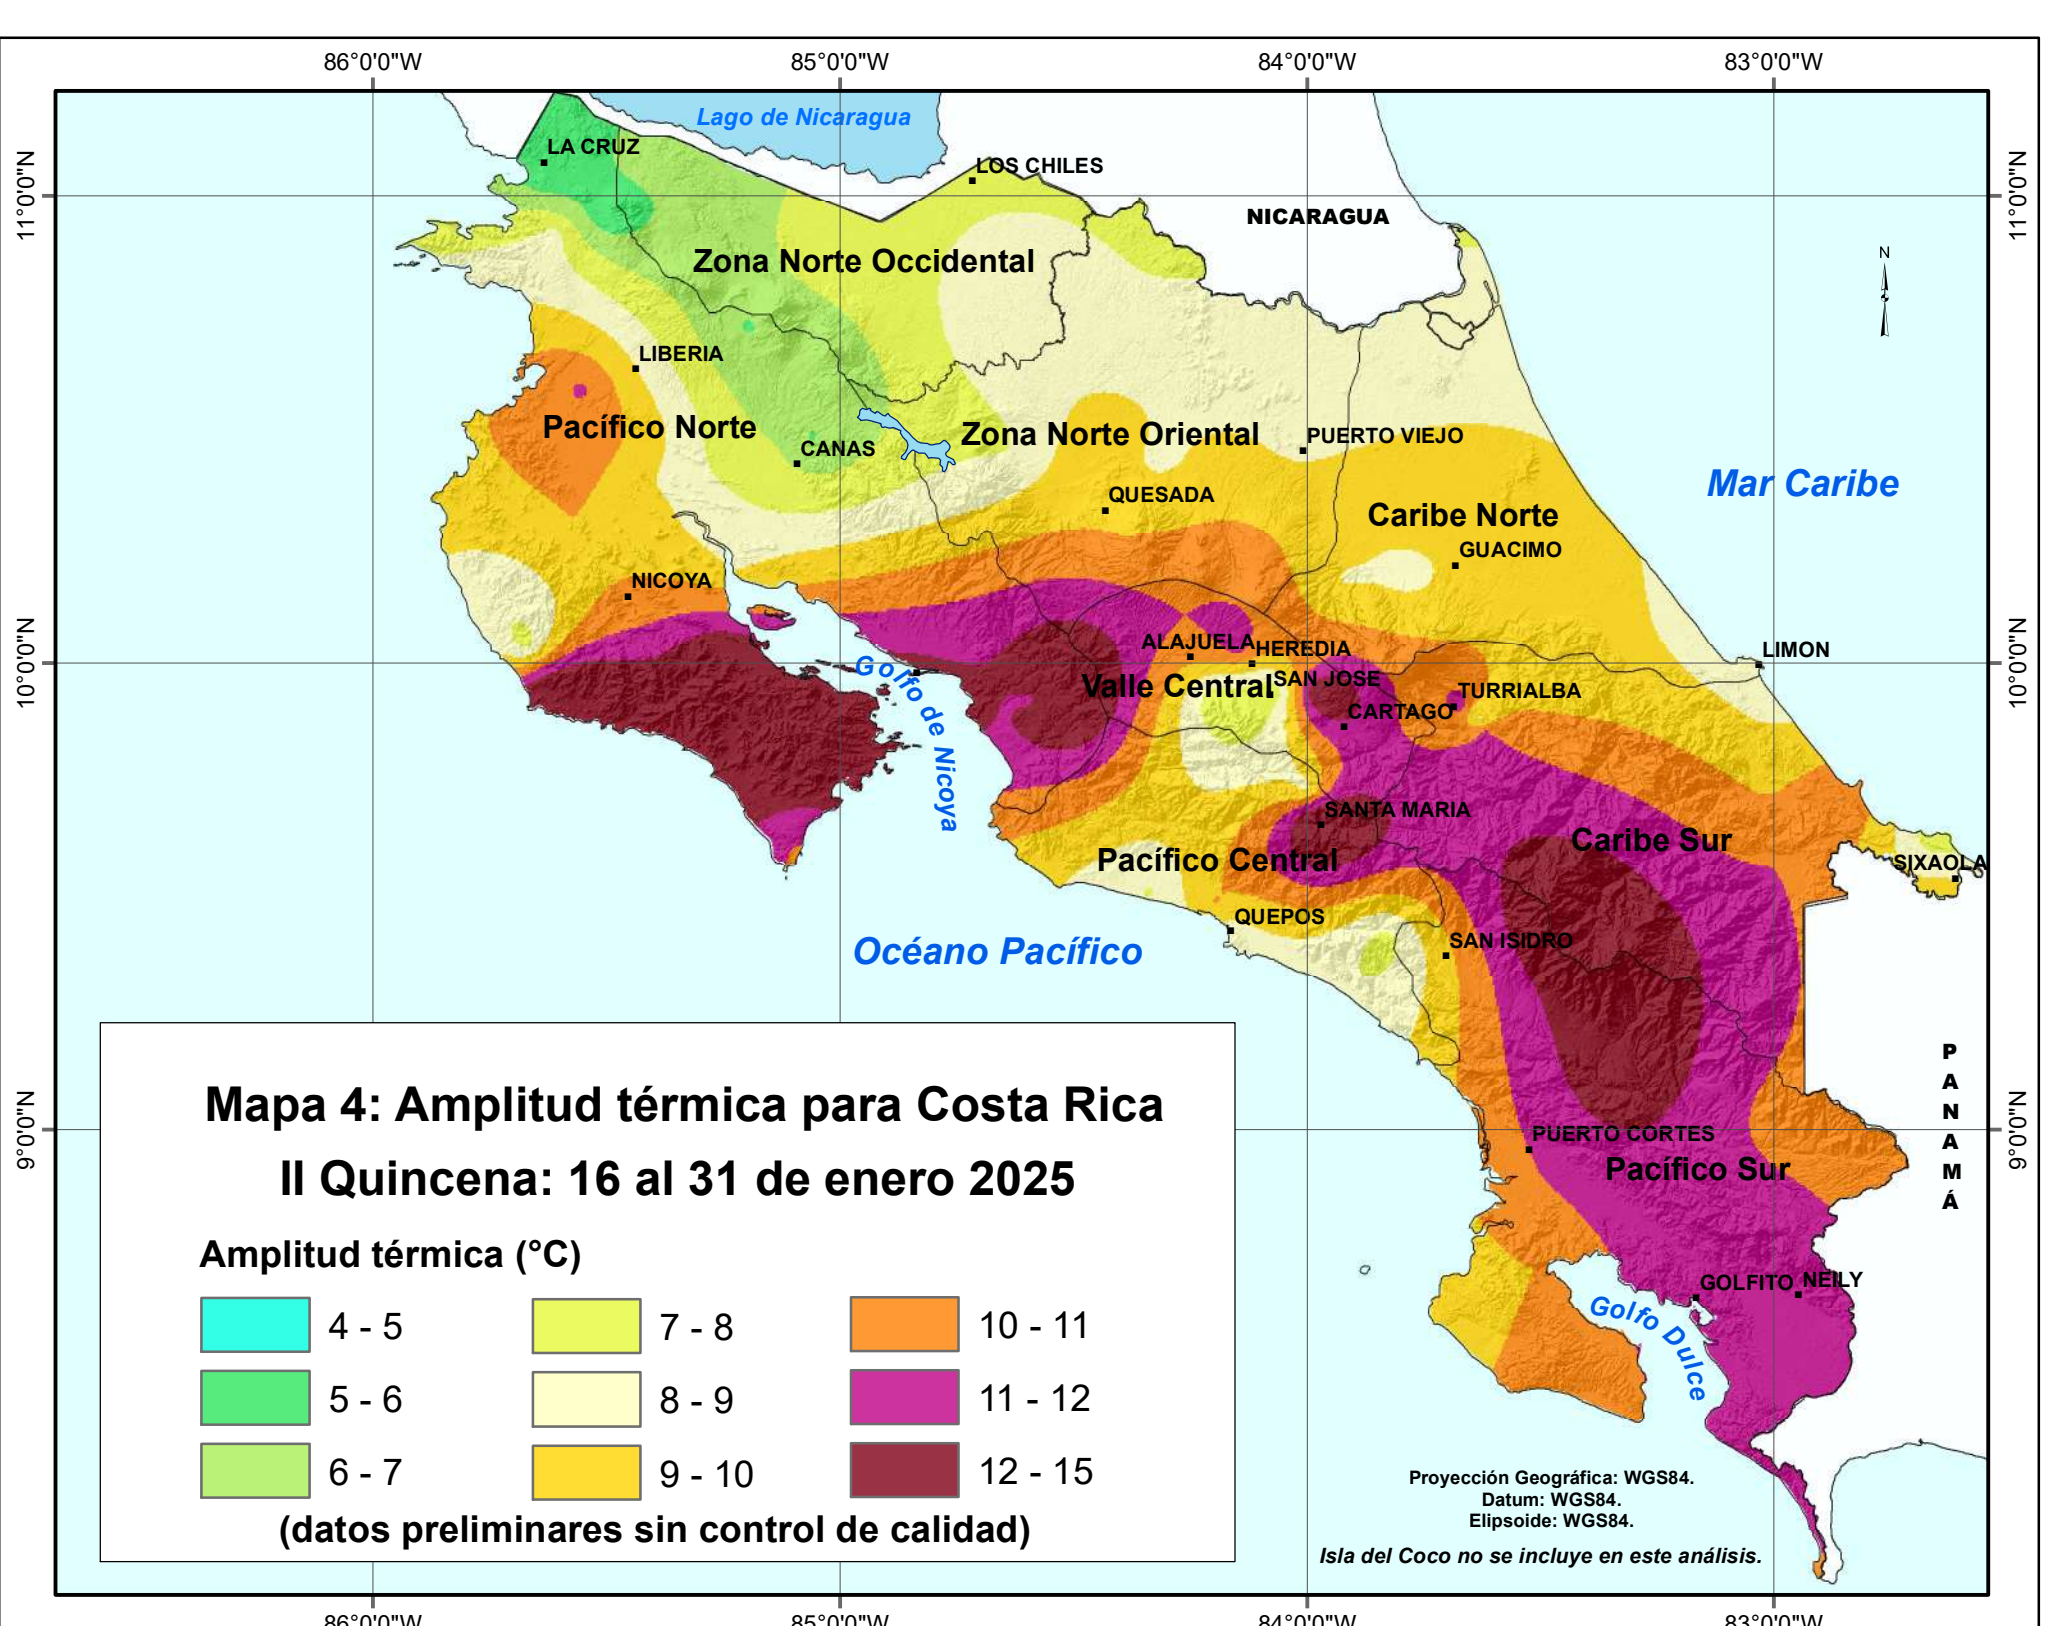 86°0'0"W 85°0'0"W 84°0'0"W 83°0'0"W
Lago de Nicaragua
LA CRUZ
LOS CHILES
11°0'0"N
11°0'0"N
NICARAGUA
N
Zona Norte Occidental
LIBERIA
Pacífico Norte
CANAS
Zona Norte Oriental
PUERTO VIEJO
Mar Caribe
QUESADA
Caribe Norte
GUACIMO
NICOYA
10°0'0"N
10°0'0"N
ALAJUELA
HEREDIA
LIMON
Golfo de Nicoya
Valle Central
SAN JOSE
TURRIALBA
CARTAGO
SANTA MARIA
Caribe Sur
Pacífico Central
SIXAOLA
QUEPOS
SAN ISIDRO
Océano Pacífico
PANAMÁ
9°0'0"N
9°0'0"N
PUERTO CORTES
Pacífico Sur
GOLFITO
NEILY
Golfo Dulce
Mapa 4: Amplitud térmica para Costa Rica
II Quincena: 16 al 31 de enero 2025
Amplitud térmica (°C)
4 - 5 7 - 8 10 - 11
5 - 6 8 - 9 11 - 12
6 - 7 9 - 10 12 - 15
(datos preliminares sin control de calidad)
Proyección Geográfica: WGS84.
Datum: WGS84.
Elipsoide: WGS84.
Isla del Coco no se incluye en este análisis.
86°0'0"W 85°0'0"W 84°0'0"W 83°0'0"W